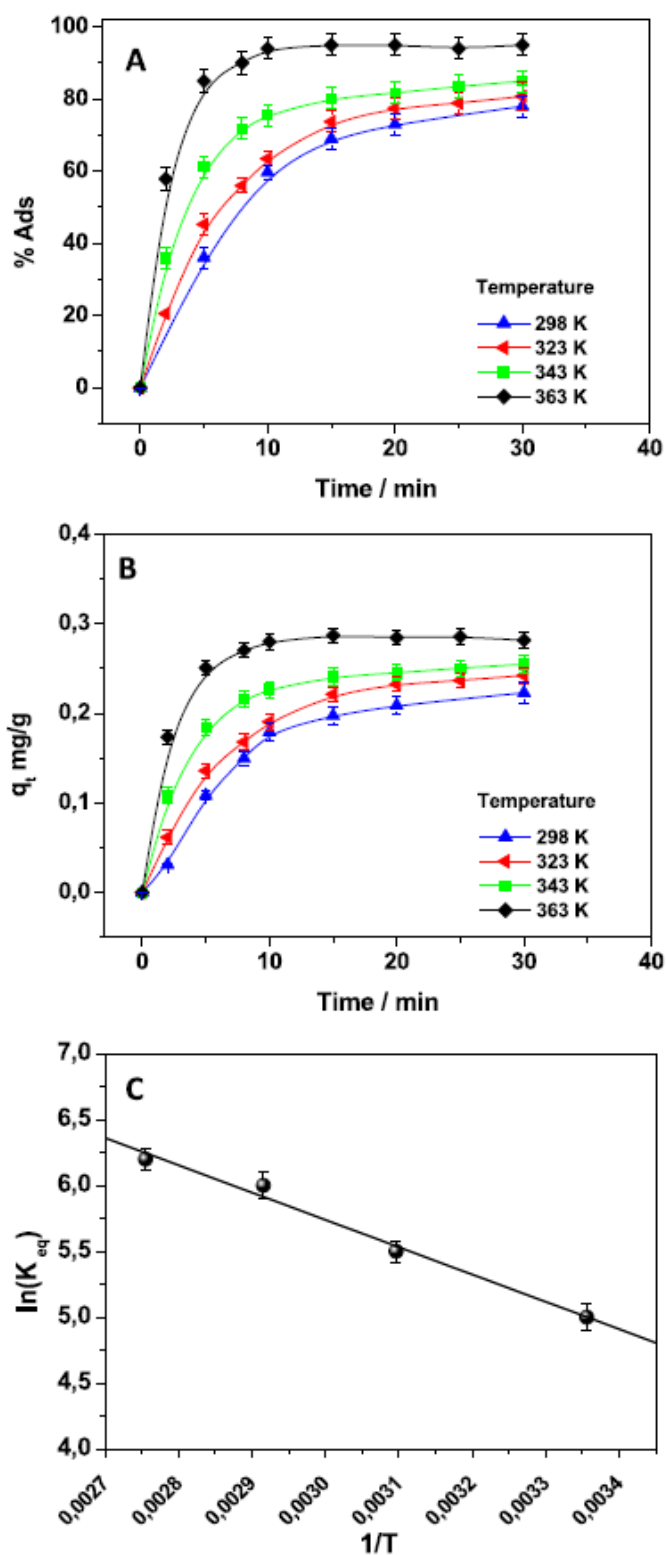 A
100
80
60
40
20
0
% Ads
Temperature
298 K
323 K
343 K
363 K
0 10 20 30 40
Time / min
B
0,4
0,3
0,2
0,1
0,0
qt mg/g
Temperature
298 K
323 K
343 K
363 K
0 10 20 30 40
Time / min
C
7,0
6,5
6,0
5,5
5,0
4,5
4,0
ln(K eq)
0,0027 0,0028 0,0029 0,0030 0,0031 0,0032 0,0033 0,0034
1/T